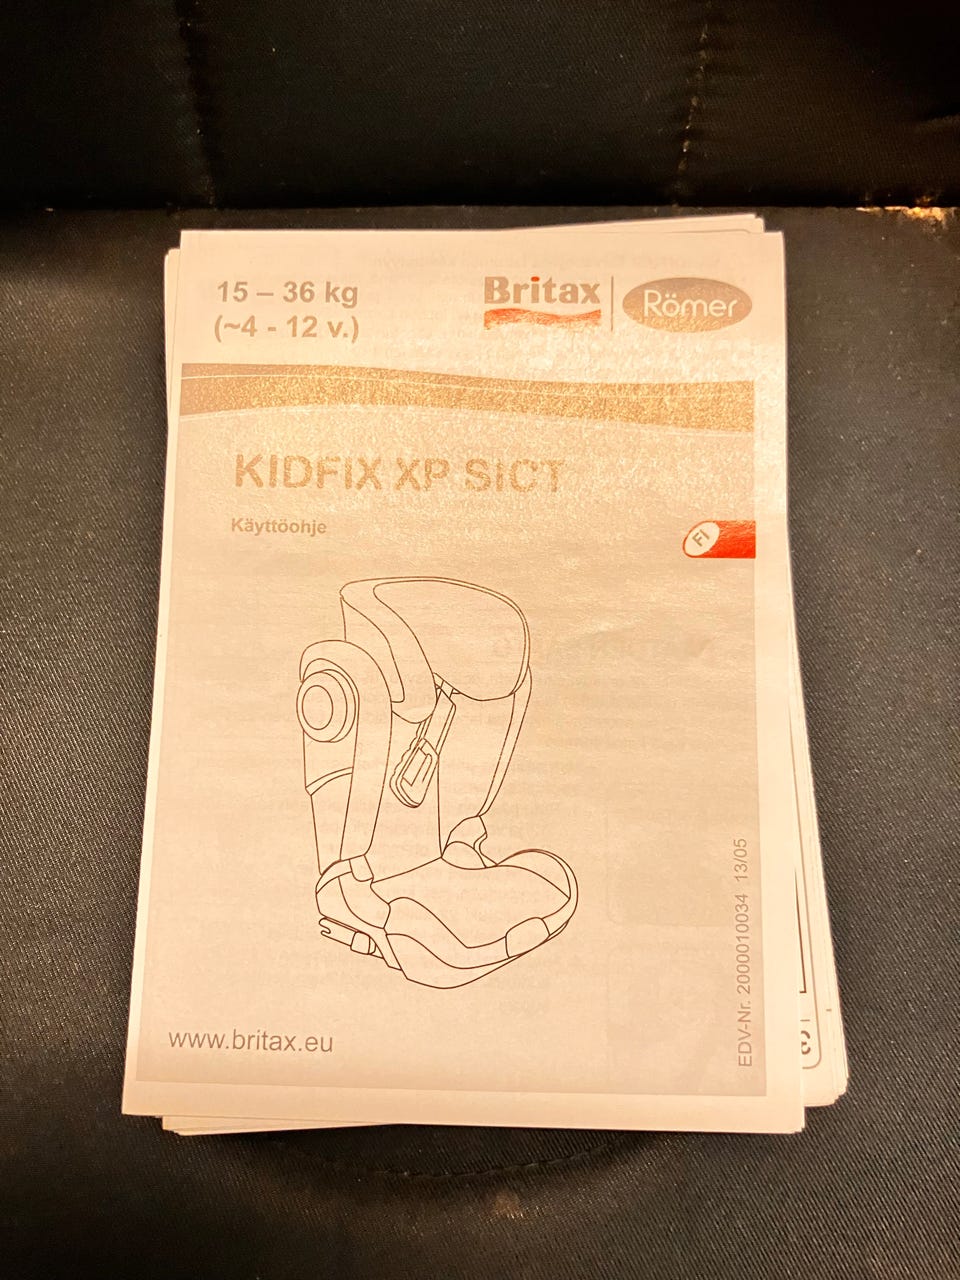 15 – 36 kg
(~4 - 12 v.)
Britax
Römer
KIDFIX XP SICT
Käyttöohje
FI
EDV-Nr. 2000010034 13/05
www.britax.eu